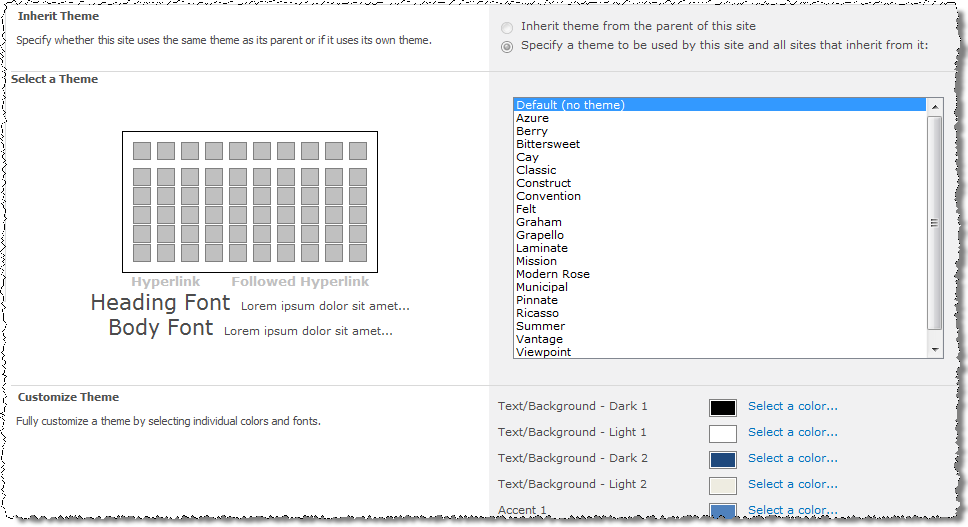 Inherit Theme
Specify whether this site uses the same theme as its parent or if it uses its own theme.
Inherit theme from the parent of this site
Specify a theme to be used by this site and all sites that inherit from it:
Select a Theme
Hyperlink Followed Hyperlink
Heading Font Lorem ipsum dolor sit amet...
Body Font Lorem ipsum dolor sit amet...
Default (no theme)
Azure
Berry
Bittersweet
Cay
Classic
Construct
Convention
Felt
Graham
Grapello
Laminate
Mission
Modern Rose
Municipal
Pinnate
Ricasso
Summer
Vantage
Viewpoint
Customize Theme
Fully customize a theme by selecting individual colors and fonts.
Text/Background - Dark 1 Select a color...
Text/Background - Light 1 Select a color...
Text/Background - Dark 2 Select a color...
Text/Background - Light 2 Select a color...
Accent 1 Select a color...